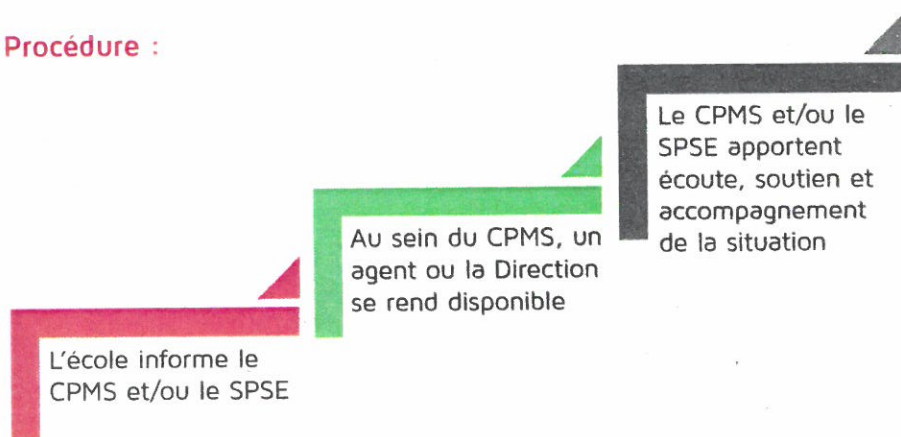 Procédure :
L'école informe le
CPMS et/ou le SPSE
Au sein du CPMS, un
agent ou la Direction
se rend disponible
Le CPMS et/ou le
SPSE apportent
écoute, soutien et
accompagnement
de la situation